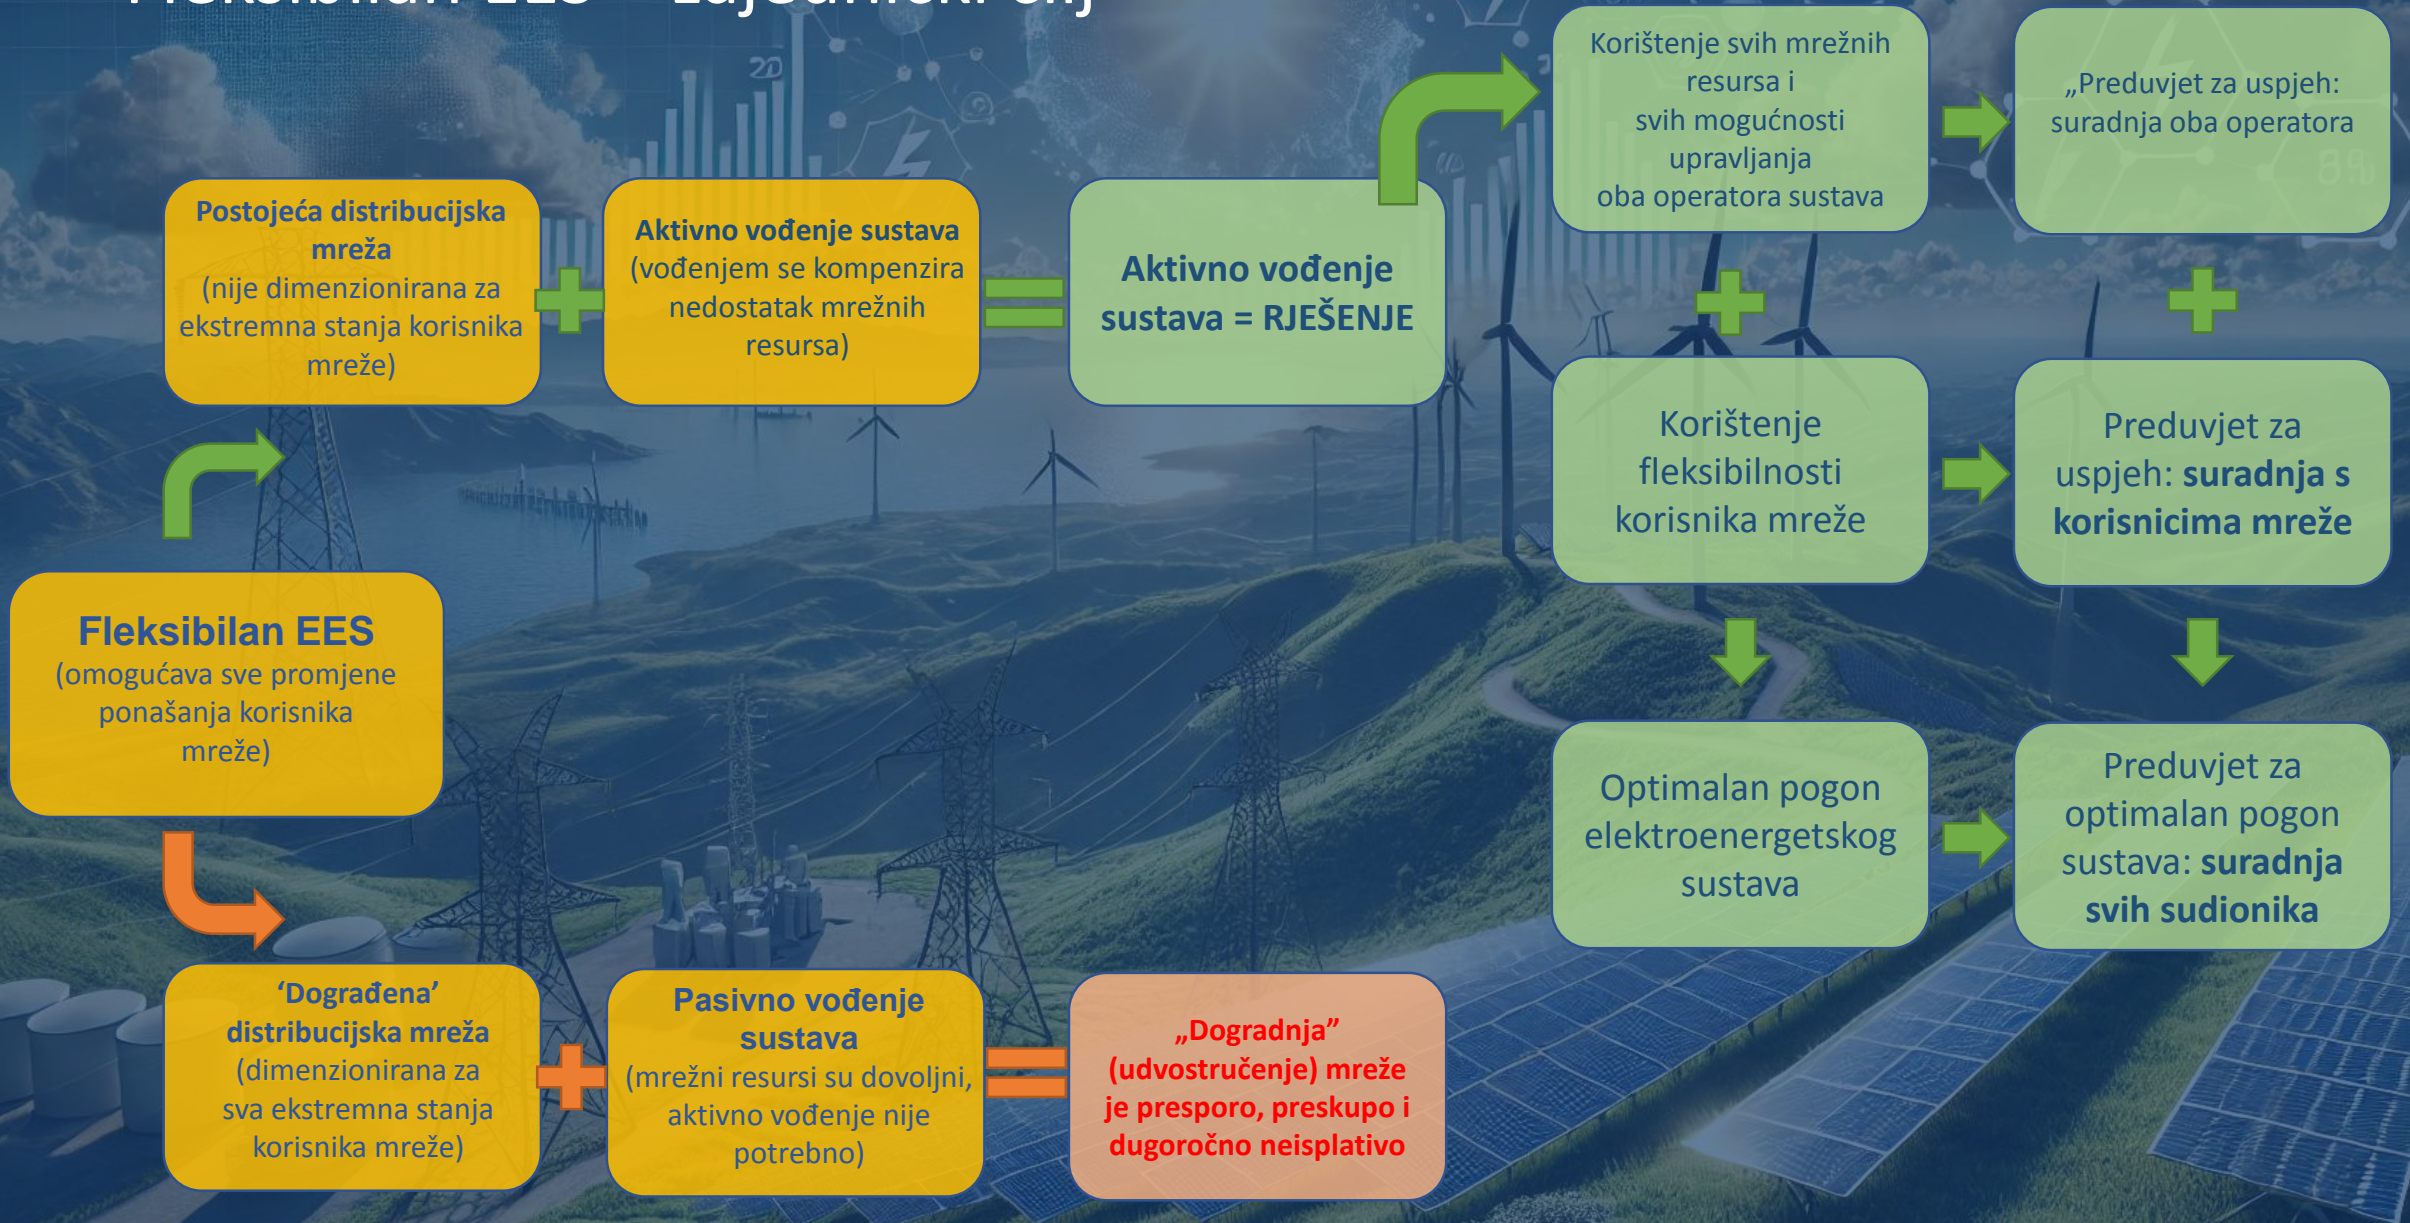 Fleksibilan EES – zajednički cilj
Korištenje svih mrežnih
resursa i
svih mogućnosti
upravljanja
oba operatora sustava
„Preduvjet za uspjeh:
suradnja oba operatora
Postojeća distribucijska
mreža
(nije dimenzionirana za
ekstremna stanja korisnika
mreže)
Aktivno vođenje sustava
(vođenjem se kompenzira
nedostatak mrežnih
resursa)
Aktivno vođenje
sustava = RJEŠENJE
Korištenje
fleksibilnosti
korisnika mreže
Preduvjet za
uspjeh: suradnja s
korisnicima mreže
Fleksibilan EES
(omogućava sve promjene
ponašanja korisnika
mreže)
Optimalan pogon
elektroenergetskog
sustava
Preduvjet za
optimalan pogon
sustava: suradnja
svih sudionika
‘Dograđena’
distribucijska mreža
(dimenzionirana za
sva ekstremna stanja
korisnika mreže)
Pasivno vođenje
sustava
(mrežni resursi su dovoljni,
aktivno vođenje nije
potrebno)
„Dogradnja”
(udvostručenje) mreže
je presporo, preskupo i
dugoročno neisplativo